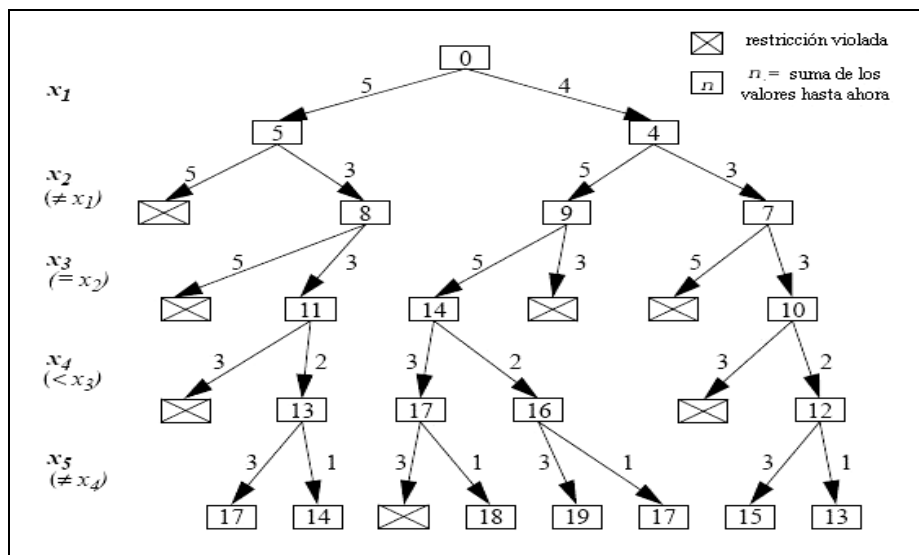 restricción violada
n
n = suma de los
valores hasta ahora
0
x1
5 4
5 4
x2
(≠ x1)
5 3 5 3
8 9 7
x3
(= x2)
5 3 5 3 5 3
11 14 10
x4
(< x3)
3 2 3 2 3 2
13 17 16 12
x5
(≠ x4)
3 1 3 1 3 1 3 1
17 14 18 19 17 15 13